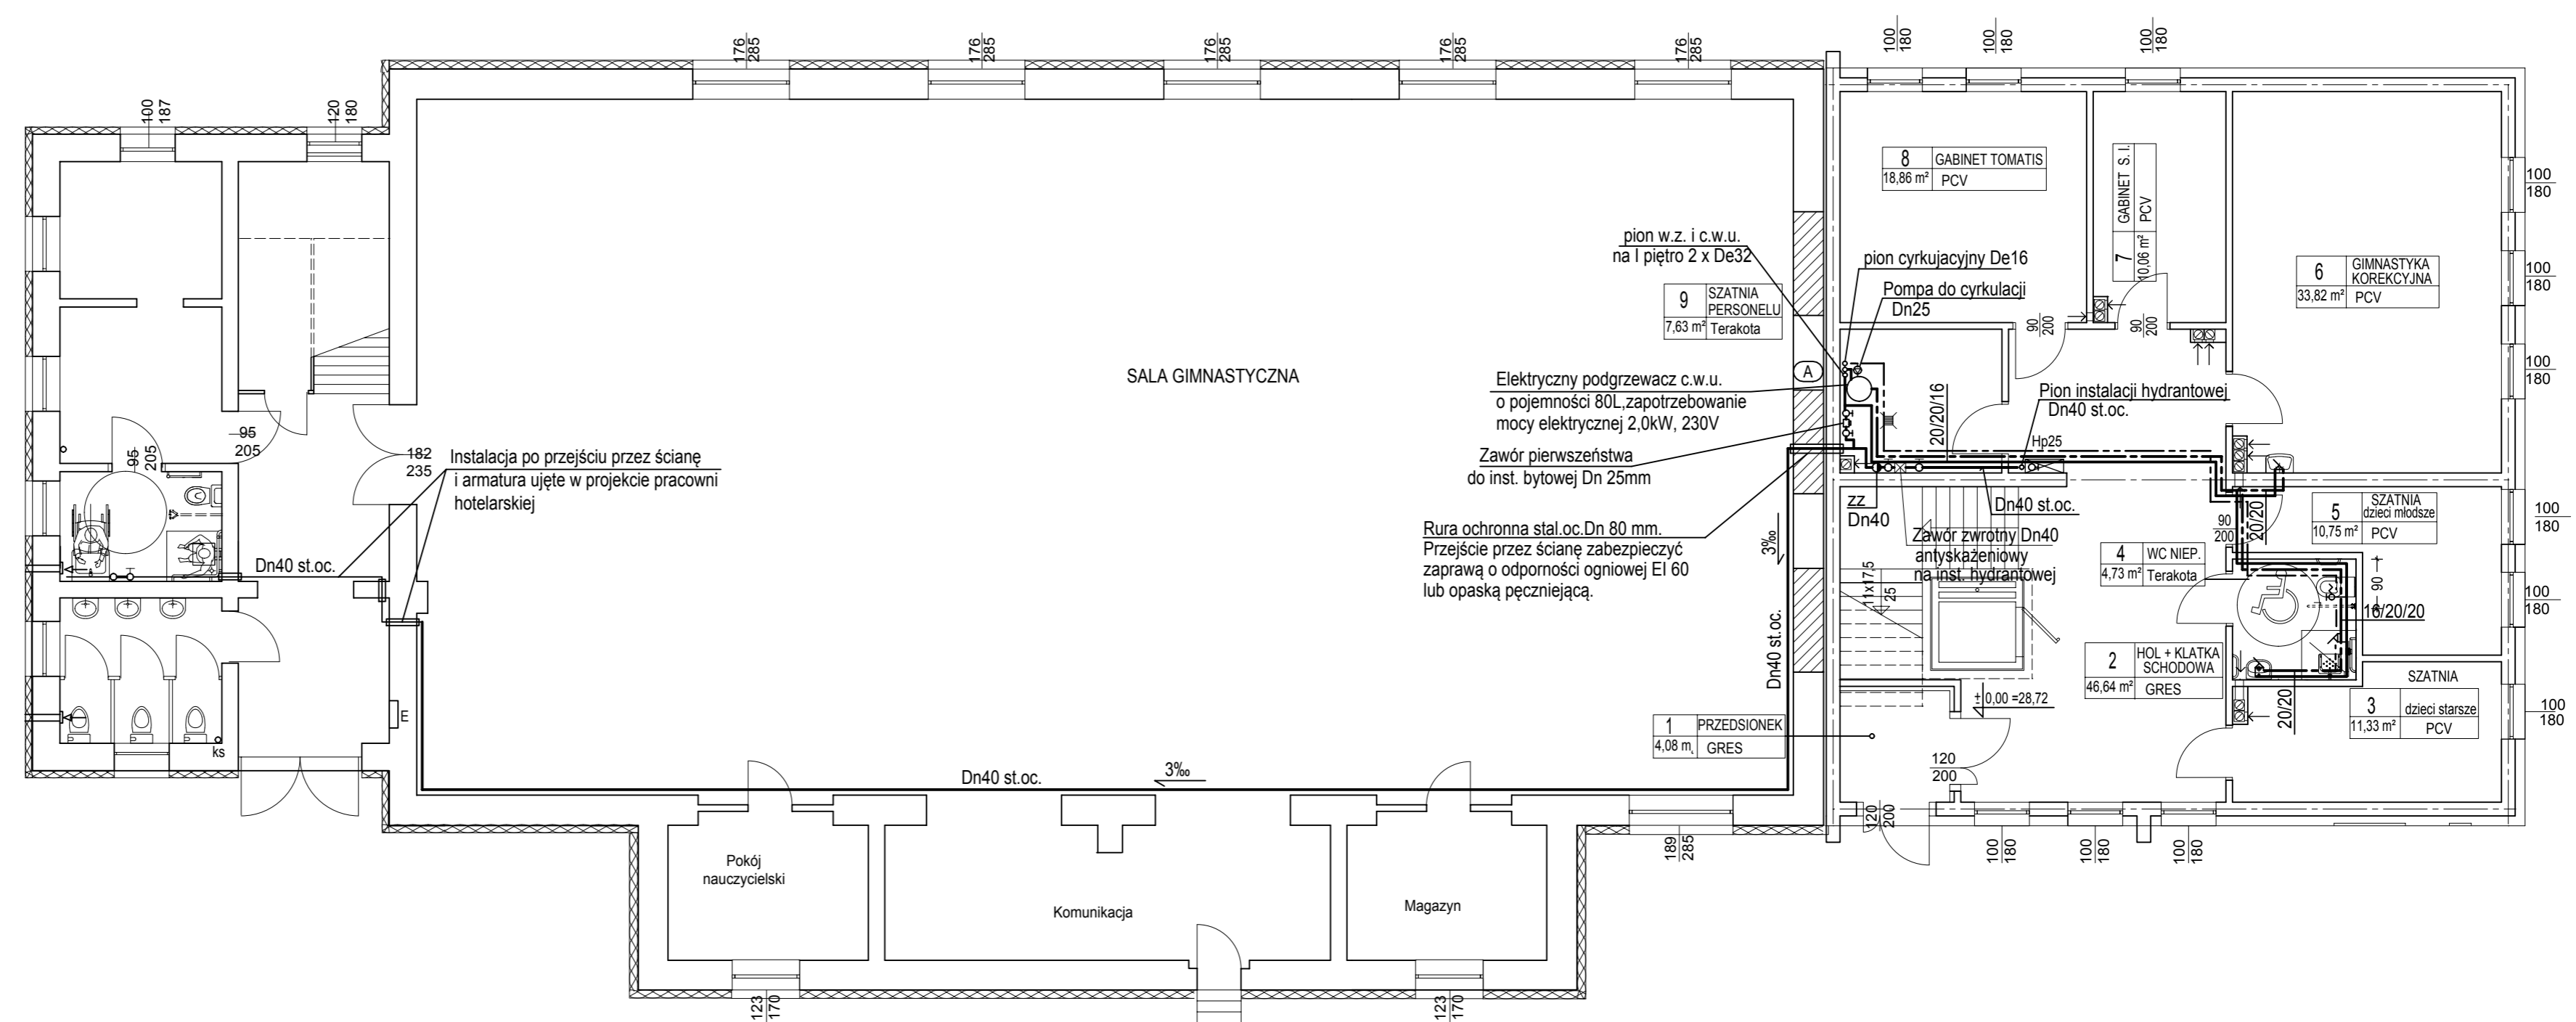 176
285
176
285
176
285
176
285
176
285
100
180
100
180
100
180
100
187
120
180
8
GABINET TOMATIS
18,86 m²
PCV
7
GABINET S. I.
10,06 m²
PCV
6
GIMNASTYKA
KOREKCYJNA
33,82 m²
PCV
100
180
100
180
100
180
pion w.z. i c.w.u.
na I piętro 2 x De32
pion cyrkujacyjny De16
Pompa do cyrkulacji
Dn25
9
SZATNIA
PERSONELU
7,63 m²
Terakota
90
200
90
200
SALA GIMNASTYCZNA
A
Elektryczny podgrzewacz c.w.u.
o pojemności 80L,zapotrzebowanie
mocy elektrycznej 2,0kW, 230V
20/20/16
Pion instalacji hydrantowej
Dn40 st.oc.
Hp25
95
205
95
205
182
235
Instalacja po przejściu przez ścianę
i armatura ujęte w projekcie pracowni
hotelarskiej
Zawór pierwszeństwa
do inst. bytowej Dn 25mm
zz
Dn40
Dn40 st.oc.
Rura ochronna stal.oc.Dn 80 mm.
Przejście przez ścianę zabezpieczyć
zaprawą o odporności ogniowej EI 60
lub opaską pęczniejącą.
3‰
Zawór zwrotny Dn40
antyskażeniowy
na inst. hydrantowej
90
200
20/20
5
SZATNIA
dzieci młodsze
10,75 m²
PCV
100
180
4
WC NIEP.
4,73 m²
Terakota
90
Dn40 st.oc.
11x17,5
25
16/20/20
100
180
Dn40 st.oc.
2
HOL + KLATKA
SCHODOWA
46,64 m²
GRES
± 0,00 =28,72
20/20
SZATNIA
3
dzieci starsze
11,33 m²
PCV
100
180
E
ks
1
PRZEDSIONEK
4,08 m
GRES
120
200
Dn40 st.oc.
3‰
120
200
189
285
100
180
100
180
100
180
Pokój
nauczycielski
Komunikacja
Magazyn
123
170
123
170